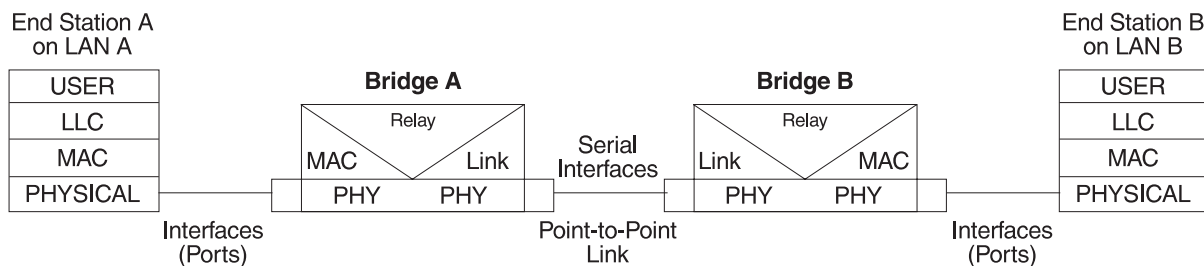 End Station A
on LAN A
USER
LLC
MAC
PHYSICAL
Interfaces
(Ports)
Bridge A
Relay
MAC
Link
PHY
PHY
Serial
Interfaces
Point-to-Point
Link
Bridge B
Relay
Link
MAC
PHY
PHY
Interfaces
(Ports)
End Station B
on LAN B
USER
LLC
MAC
PHYSICAL